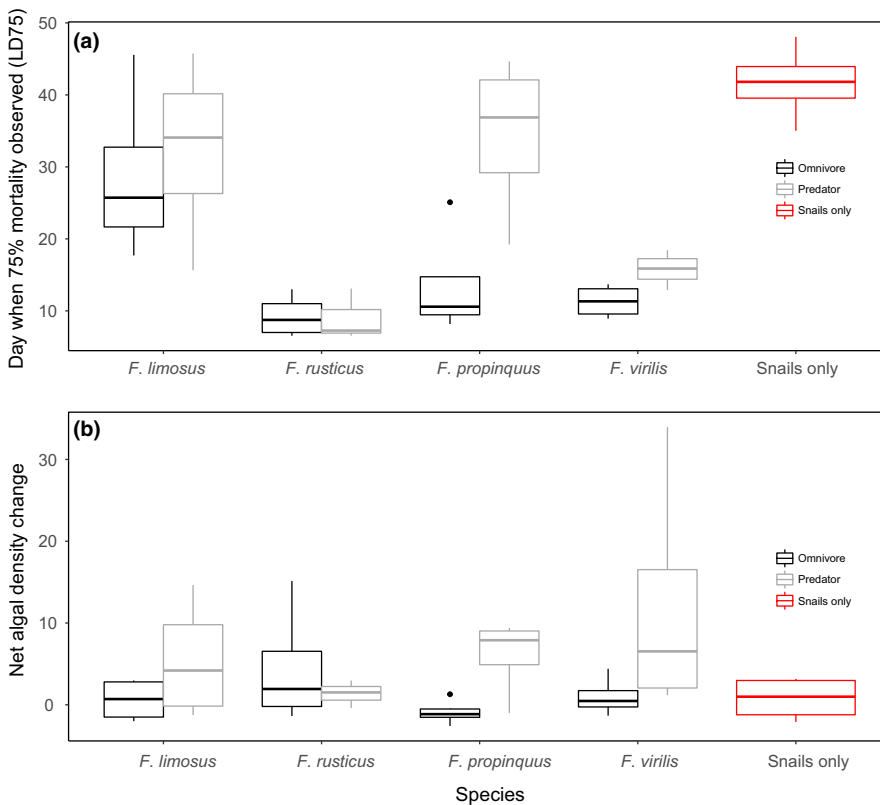 (a)
Day when 75% mortality observed (LD75)
50
40
30
20
10
Omnivore
Predator
Snails only
F. limosus
F. rusticus
F. propinquus
F. virilis
Snails only
(b)
Net algal density change
30
20
10
0
Omnivore
Predator
Snails only
F. limosus
F. rusticus
F. propinquus
F. virilis
Snails only
Species